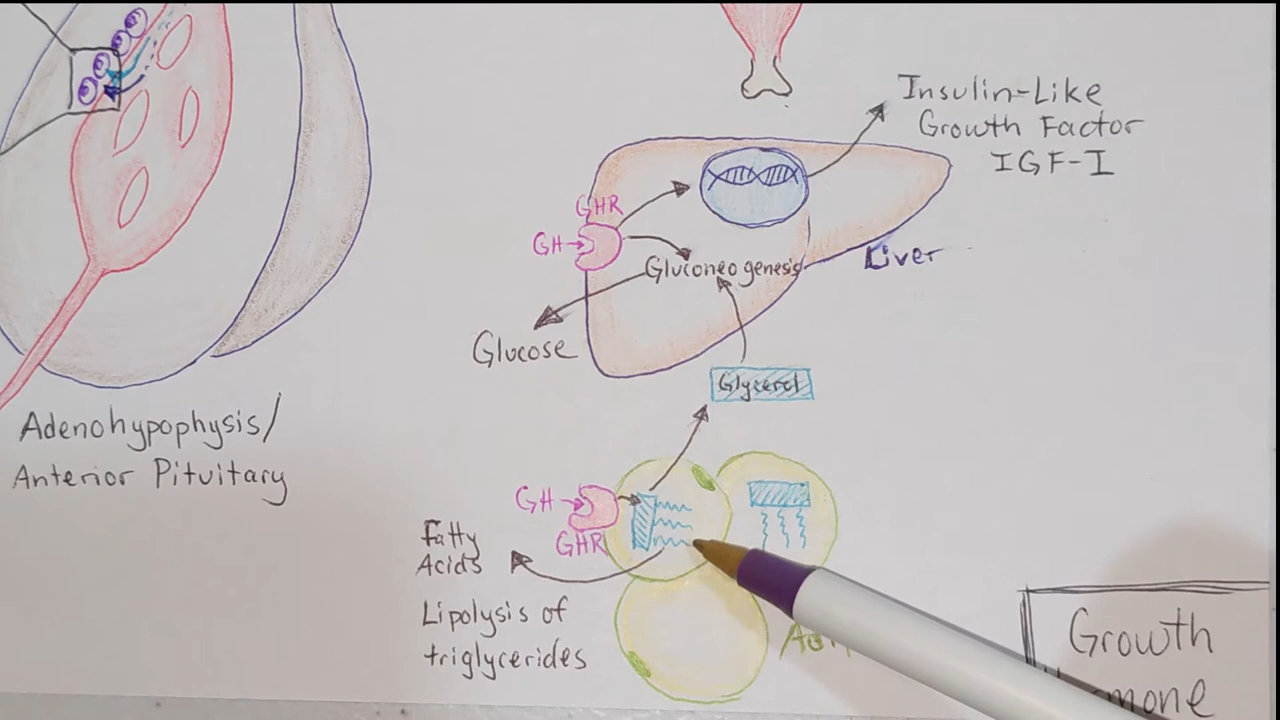 Insulin-Like
Growth Factor
IGF-I
GHR
GH
Liver
Gluconeogenesis
Glucose
Glycerol
Adenohypophysis/
Anterior Pituitary
GH
GHR
Fatty
Acids
Lipolysis of
triglycerides
Growth